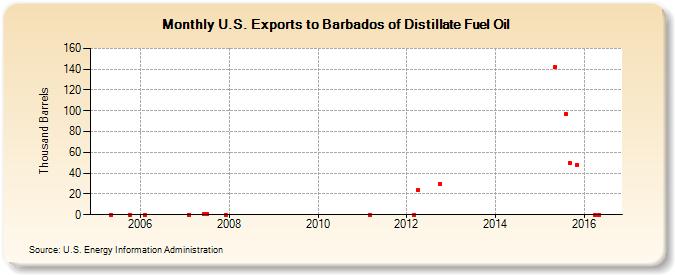 Monthly U.S. Exports to Barbados of Distillate Fuel Oil
Thousand Barrels
160
140
120
100
80
60
40
20
0
2006 2008 2010 2012 2014 2016
Source: U.S. Energy Information Administration